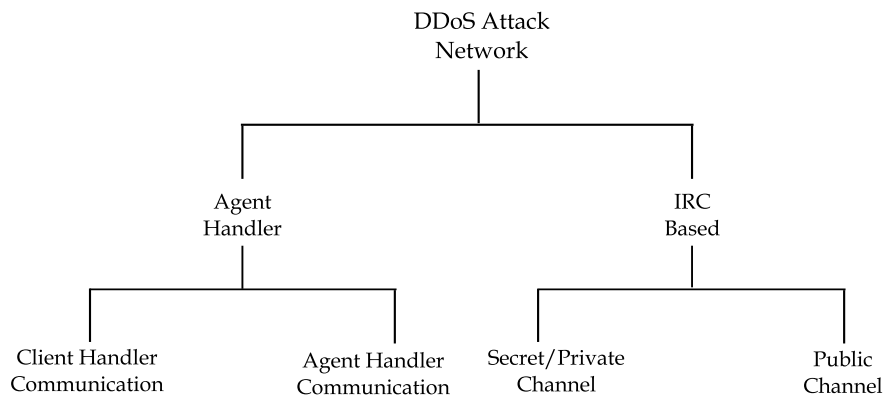 DDoS Attack
Network
Agent
Handler
IRC
Based
Client Handler
Communication
Agent Handler
Communication
Secret/Private
Channel
Public
Channel